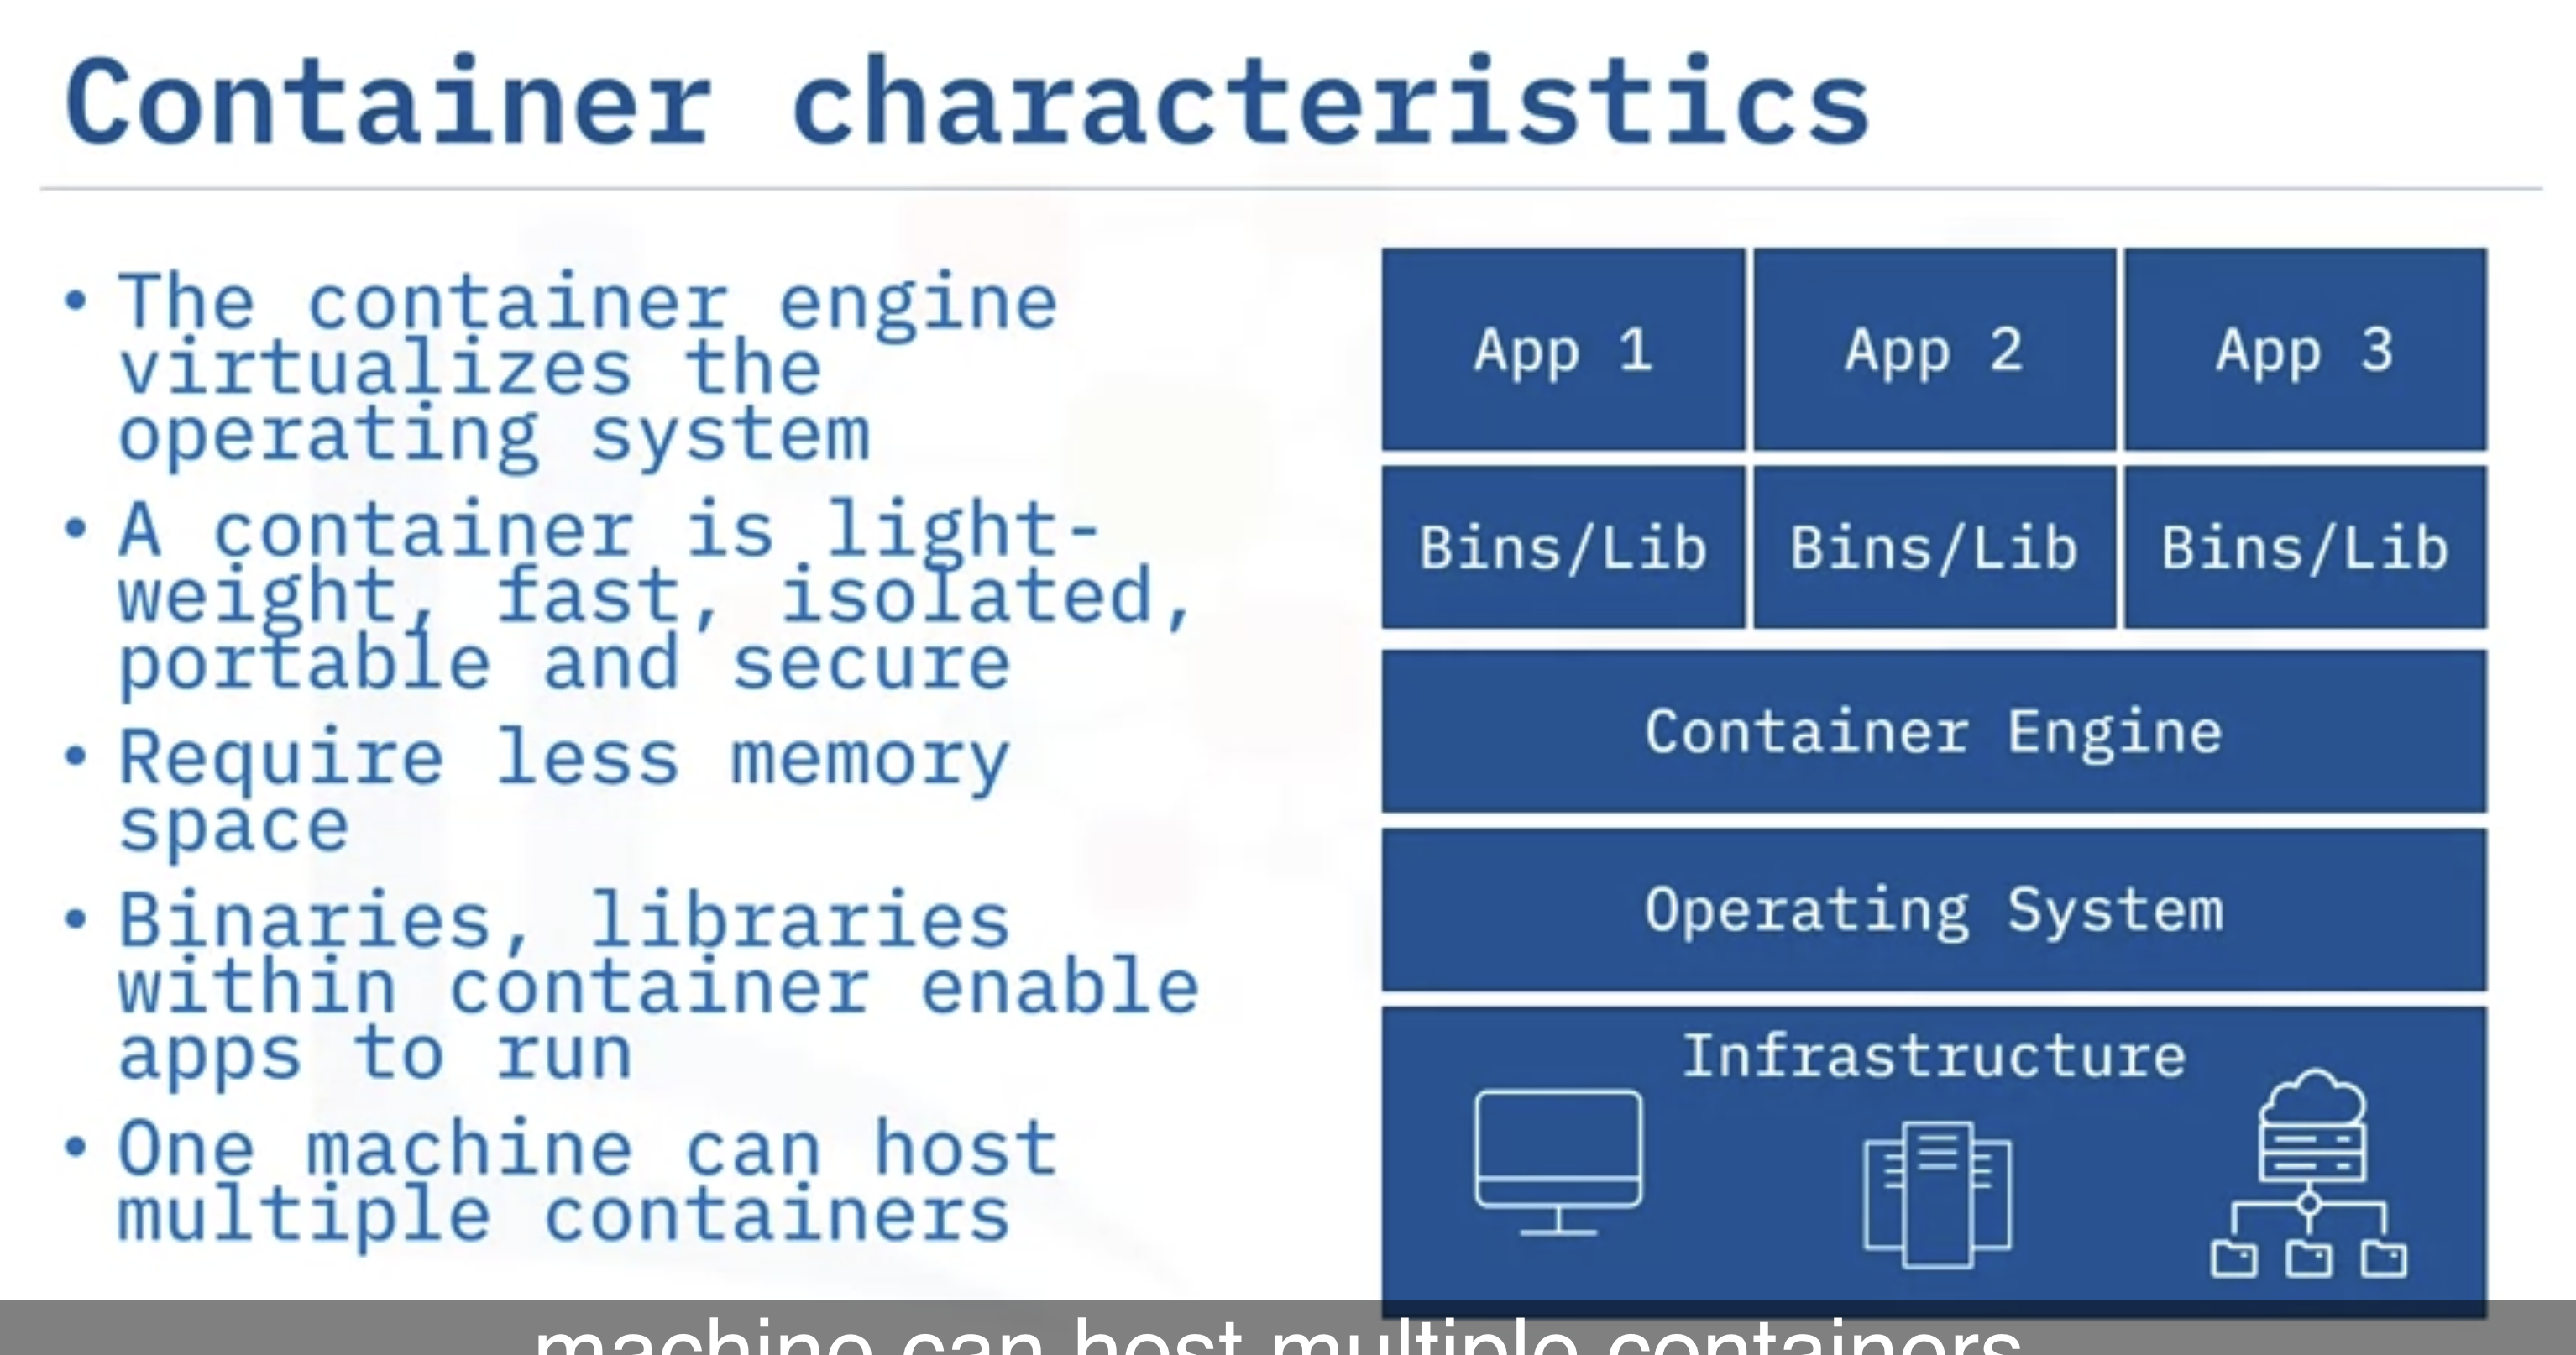 Container characteristics
• The container engine
virtualizes the
operating system
• A container is light-
weight, fast, isolated,
portable and secure
• Require less memory
space
• Binaries, libraries
within container enable
apps to run
• One machine can host
multiple containers
App 1
App 2
App 3
Bins/Lib
Bins/Lib
Bins/Lib
Container Engine
Operating System
Infrastructure
machine can host multiple containers